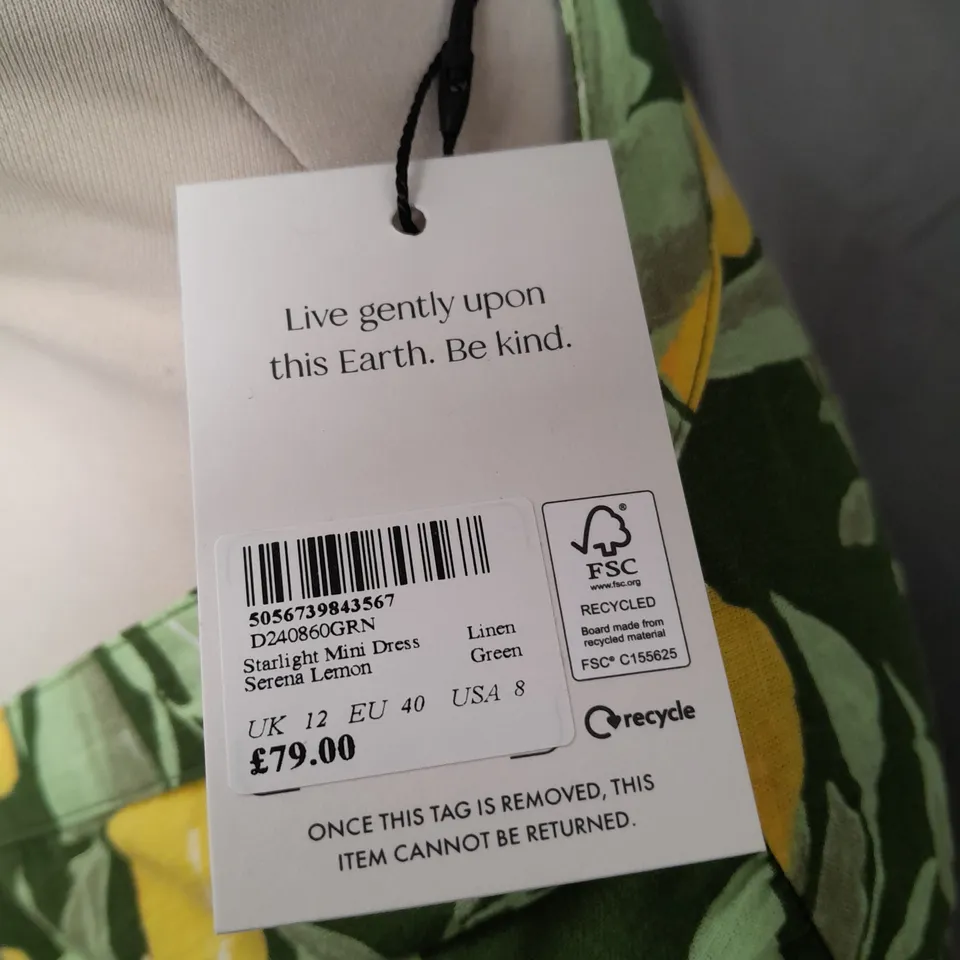 Live gently upon
this Earth. Be kind.
5056739843567
D240860GRN
Starlight Mini Dress Linen
Serena Lemon Green
UK 12 EU 40 USA 8
£79.00
FSC
www.fsc.org
RECYCLED
Board made from
recycled material
FSC® C155625
recycle
ONCE THIS TAG IS REMOVED, THIS
ITEM CANNOT BE RETURNED.